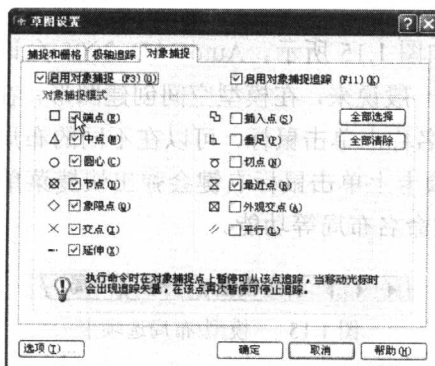 草图设置
捕捉和栅格 极轴追踪 对象捕捉
启用对象捕捉 (F3)(O) 启用对象捕捉追踪 (F11)(K)
对象捕捉模式
端点(E) 插入点(S) 全部选择
中点(M) 垂足(P) 全部清除
圆心(C) 切点(N)
节点(D) 最近点(R)
象限点(Q) 外观交点(A)
交点(I) 平行(L)
延伸(X)
执行命令时在对象捕捉点上暂停可从该点追踪，当移动光标时
会出现追踪矢量，在该点再次暂停可停止追踪。
选项(T)... 确定 取消 帮助(H)